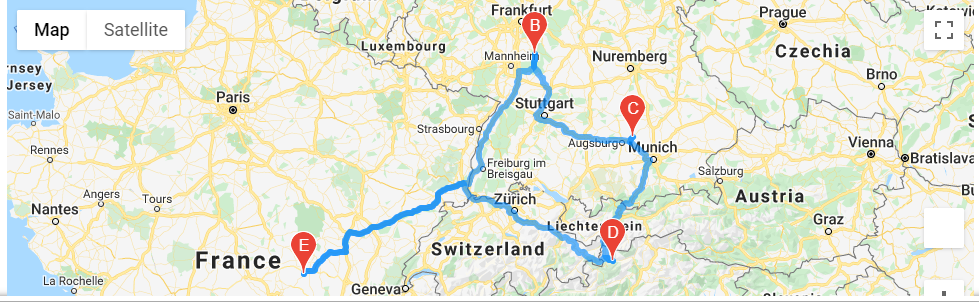 Frankfurt
Map
Satellite
B
Prague
Luxembourg
Czechia
Mannheim
Nuremberg
rnsey
Jersey
Brno
Paris
Stuttgart
C
Saint-Malo
Strasbourg
Augsburg
Munich
Vienna
Rennes
Bratislava
Freiburg im
Breisgau
Salzburg
Angers
Tours
Zürich
Austria
Nantes
Liechtenstein
Graz
D
E
France
Switzerland
La Rochelle
Geneva